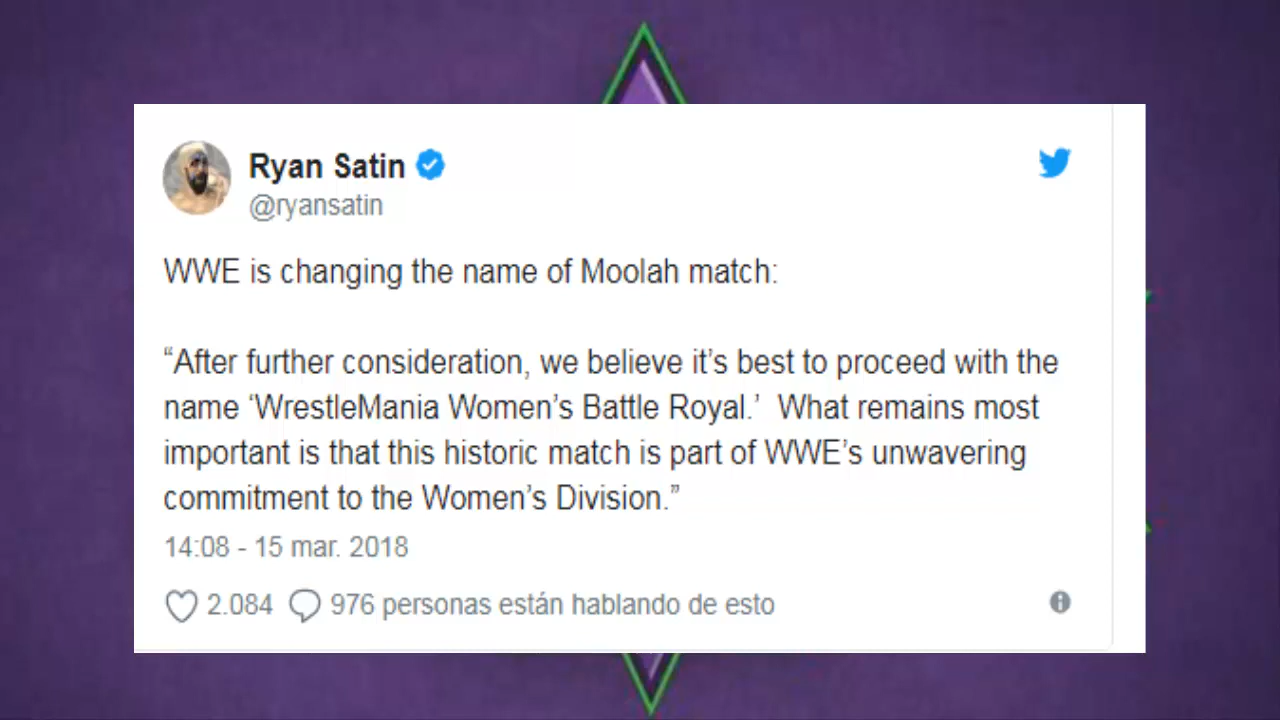 Ryan Satin
@ryansatin
WWE is changing the name of Moolah match:
“After further consideration, we believe it’s best to proceed with the
name ‘WrestleMania Women’s Battle Royal.’  What remains most
important is that this historic match is part of WWE’s unwavering
commitment to the Women’s Division.”
14:08 - 15 mar. 2018
2.084 976 personas están hablando de esto